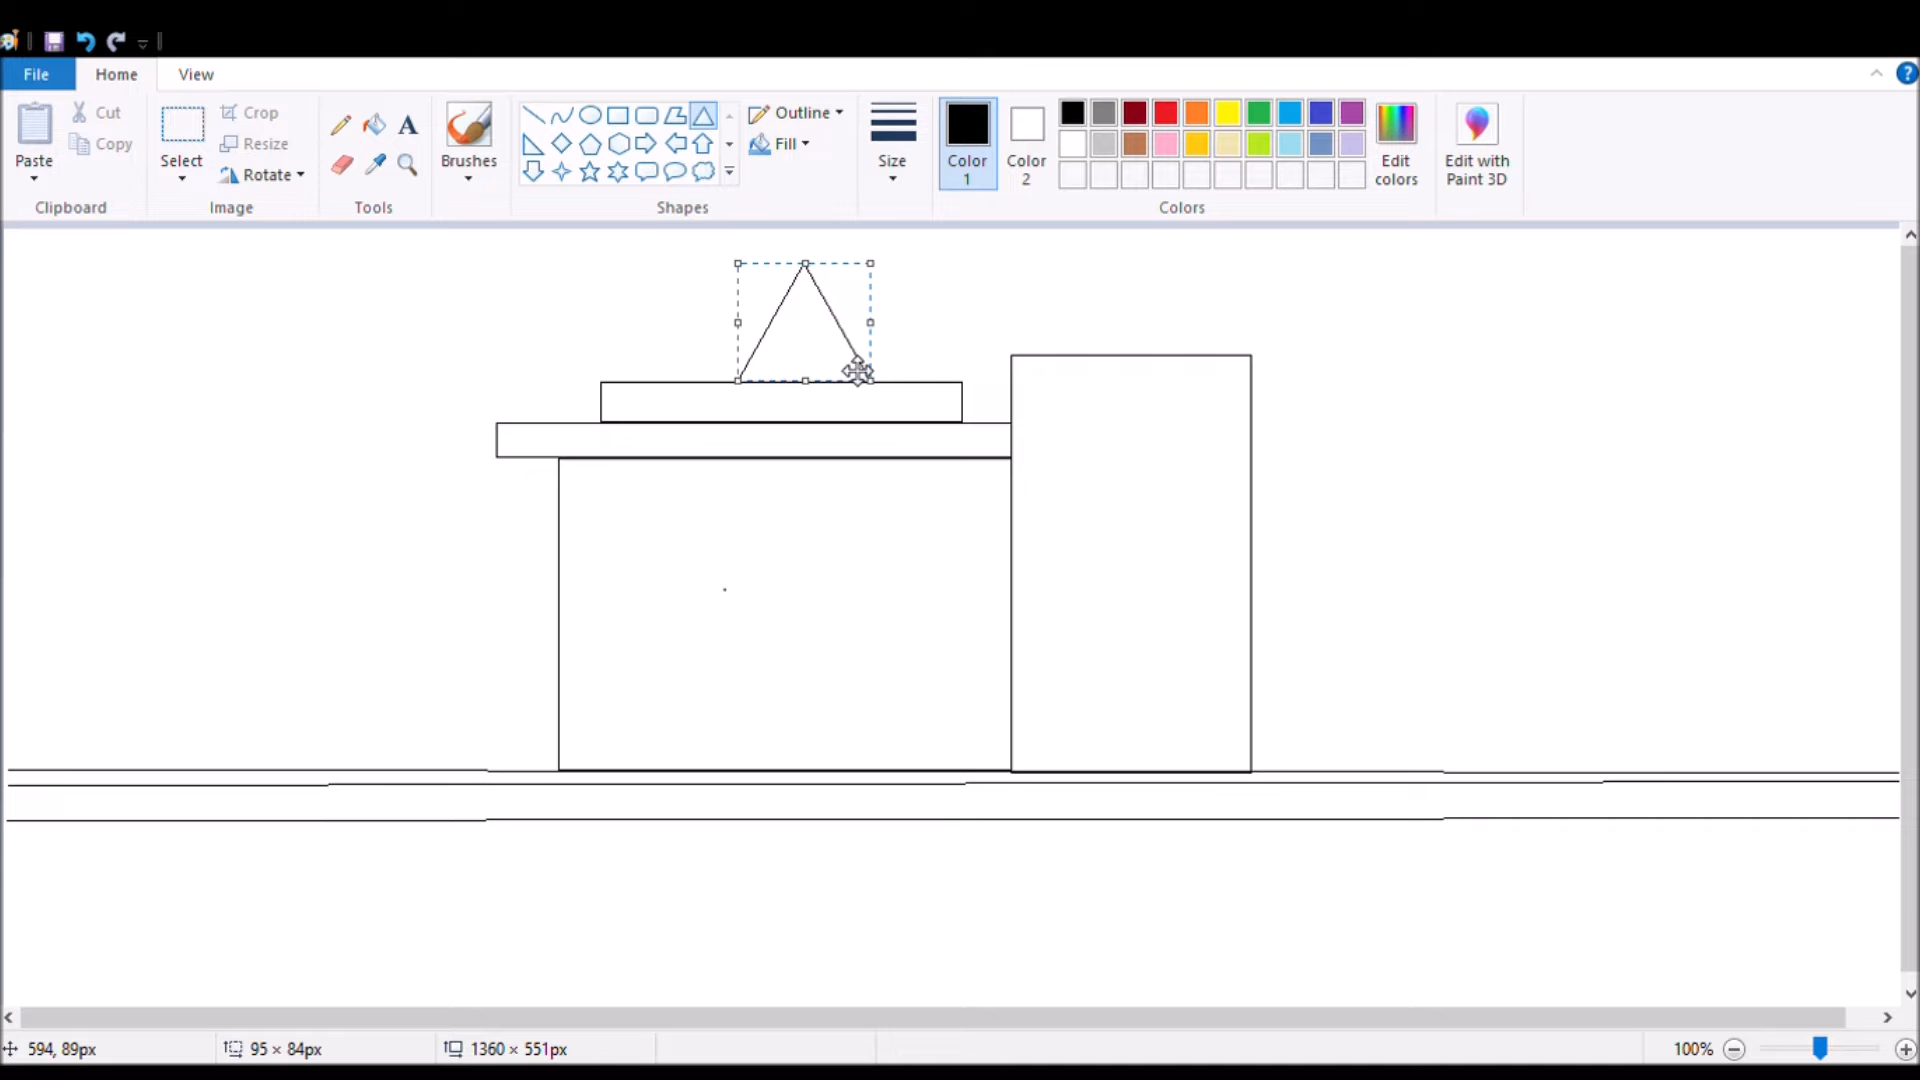 File Home View
Paste
Cut
Copy
Clipboard
Select
Crop
Resize
Rotate
Image
A
Tools
Brushes
Outline
Fill
Shapes
Size
Color 1
Color 2
Edit colors
Colors
Edit with Paint 3D
?
594, 89px
95 × 84px
1360 × 551px
100%